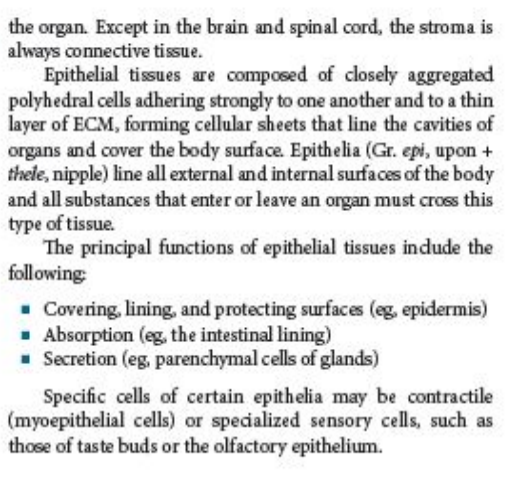 the organ. Except in the brain and spinal cord, the stroma is
always connective tissue.
Epithelial tissues are composed of closely aggregated
polyhedral cells adhering strongly to one another and to a thin
layer of ECM, forming cellular sheets that line the cavities of
organs and cover the body surface. Epithelia (Gr. epi, upon +
thele, nipple) line all external and internal surfaces of the body
and all substances that enter or leave an organ must cross this
type of tissue.
The principal functions of epithelial tissues include the
following:
■ Covering, lining, and protecting surfaces (eg, epidermis)
■ Absorption (eg, the intestinal lining)
■ Secretion (eg, parenchymal cells of glands)
Specific cells of certain epithelia may be contractile
(myoepithelial cells) or specialized sensory cells, such as
those of taste buds or the olfactory epithelium.